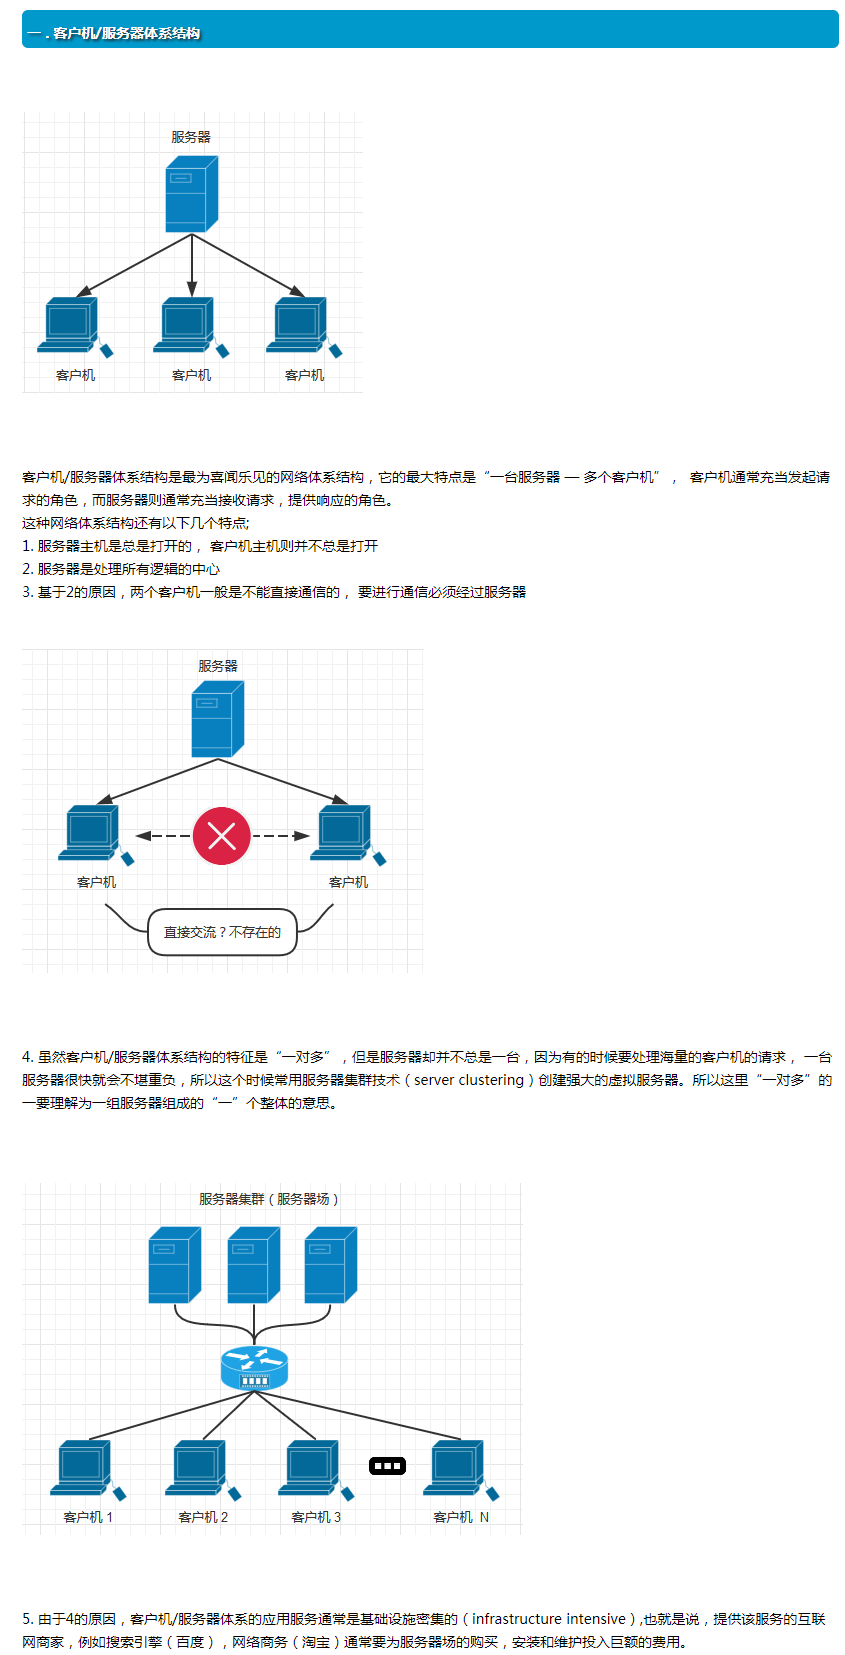 一 . 客户机/服务器体系结构
服务器
客户机 客户机 客户机
客户机/服务器体系结构是最为喜闻乐见的网络体系结构，它的最大特点是“一台服务器 — 多个客户机”， 客户机通常充当发起请
求的角色，而服务器则通常充当接收请求，提供响应的角色。
这种网络体系结构还有以下几个特点;
1. 服务器主机是总是打开的， 客户机主机则并不总是打开
2. 服务器是处理所有逻辑的中心
3. 基于2的原因，两个客户机一般是不能直接通信的， 要进行通信必须经过服务器
服务器
客户机 客户机
直接交流？不存在的
4. 虽然客户机/服务器体系结构的特征是“一对多”，但是服务器却并不总是一台，因为有的时候要处理海量的客户机的请求， 一台
服务器很快就会不堪重负，所以这个时候常用服务器集群技术（server clustering）创建强大的虚拟服务器。所以这里“一对多”的
一要理解为一组服务器组成的“一”个整体的意思。
服务器集群（服务器场）
客户机 1 客户机 2 客户机 3 客户机 N
5. 由于4的原因，客户机/服务器体系的应用服务通常是基础设施密集的（infrastructure intensive）,也就是说，提供该服务的互联
网商家，例如搜索引擎（百度），网络商务（淘宝）通常要为服务器场的购买，安装和维护投入巨额的费用。